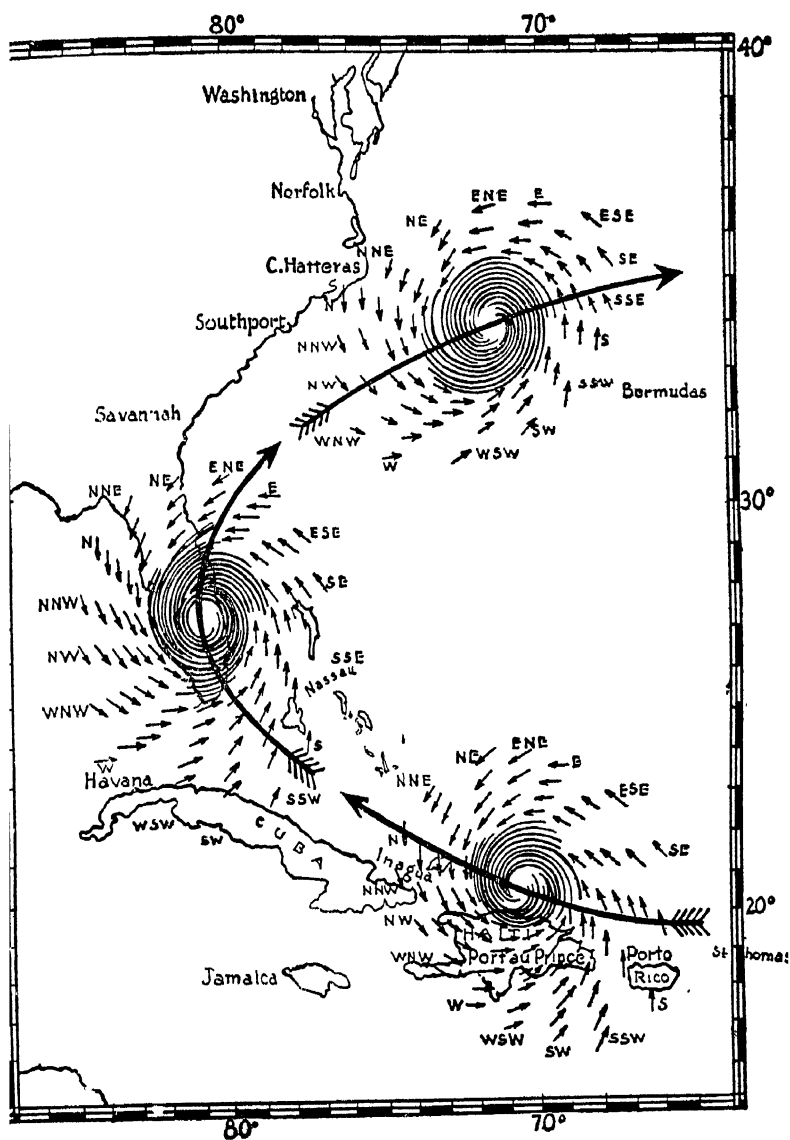 80° 70°
40°
Washington
Norfolk
ENE E
NE ESE
NNE SE
C. Hatteras
N SSE
Southport
NNW S
NW SSW Bermudas
Savannah
WNW SW
W WSW
NE ENE
NNE E
30°
N ESE
NNW SE
NW SSE
Nassau
WNW
S
W
Havana
SSW
WSW
SW
CUBA
NE ENE
E
NNE
ESE
N
SE
Inagua
NNW
NW
20°
HAITI
WNW Port au Prince Porto
Rico
St Thomas
Jamaica
W S
WSW SW SSW
80° 70°